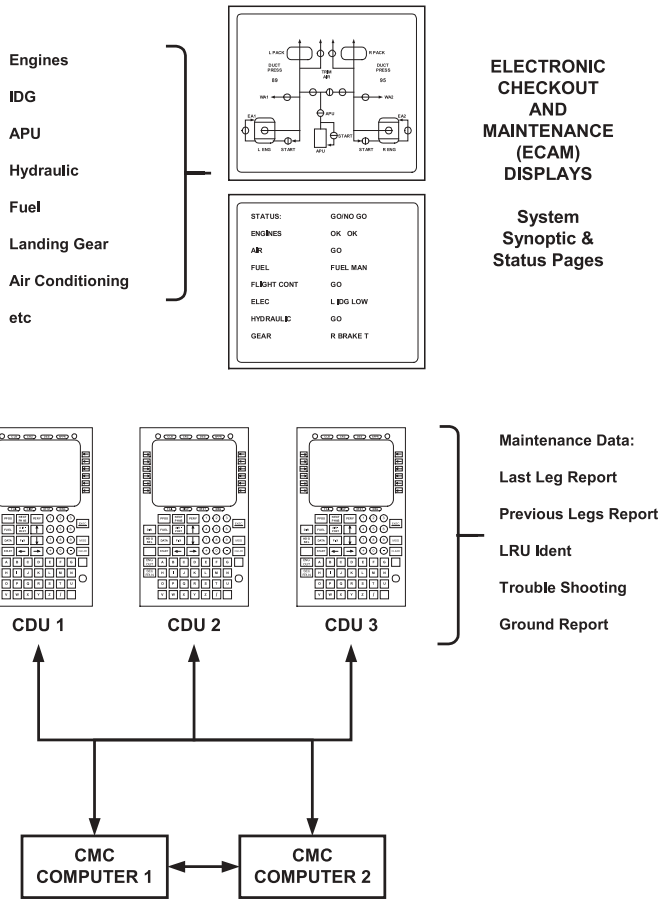 Engines
IDG
APU
Hydraulic
Fuel
Landing Gear
Air Conditioning
etc
L PACK
R PACK
DUCT PRESS 89
TRIM AIR
DUCT PRESS 95
WA1
WA2
APU
EA1
EA2
START
L ENG
START
APU
START
R ENG
STATUS: GO/NO GO
ENGINES OK OK
AIR GO
FUEL FUEL MAN
FLIGHT CONT GO
ELEC L IDG LOW
HYDRAULIC GO
GEAR R BRAKE T
ELECTRONIC
CHECKOUT
AND
MAINTENANCE
(ECAM)
DISPLAYS
System
Synoptic &
Status Pages
CDU 1
CDU 2
CDU 3
Maintenance Data:
Last Leg Report
Previous Legs Report
LRU Ident
Trouble Shooting
Ground Report
CMC
COMPUTER 1
CMC
COMPUTER 2